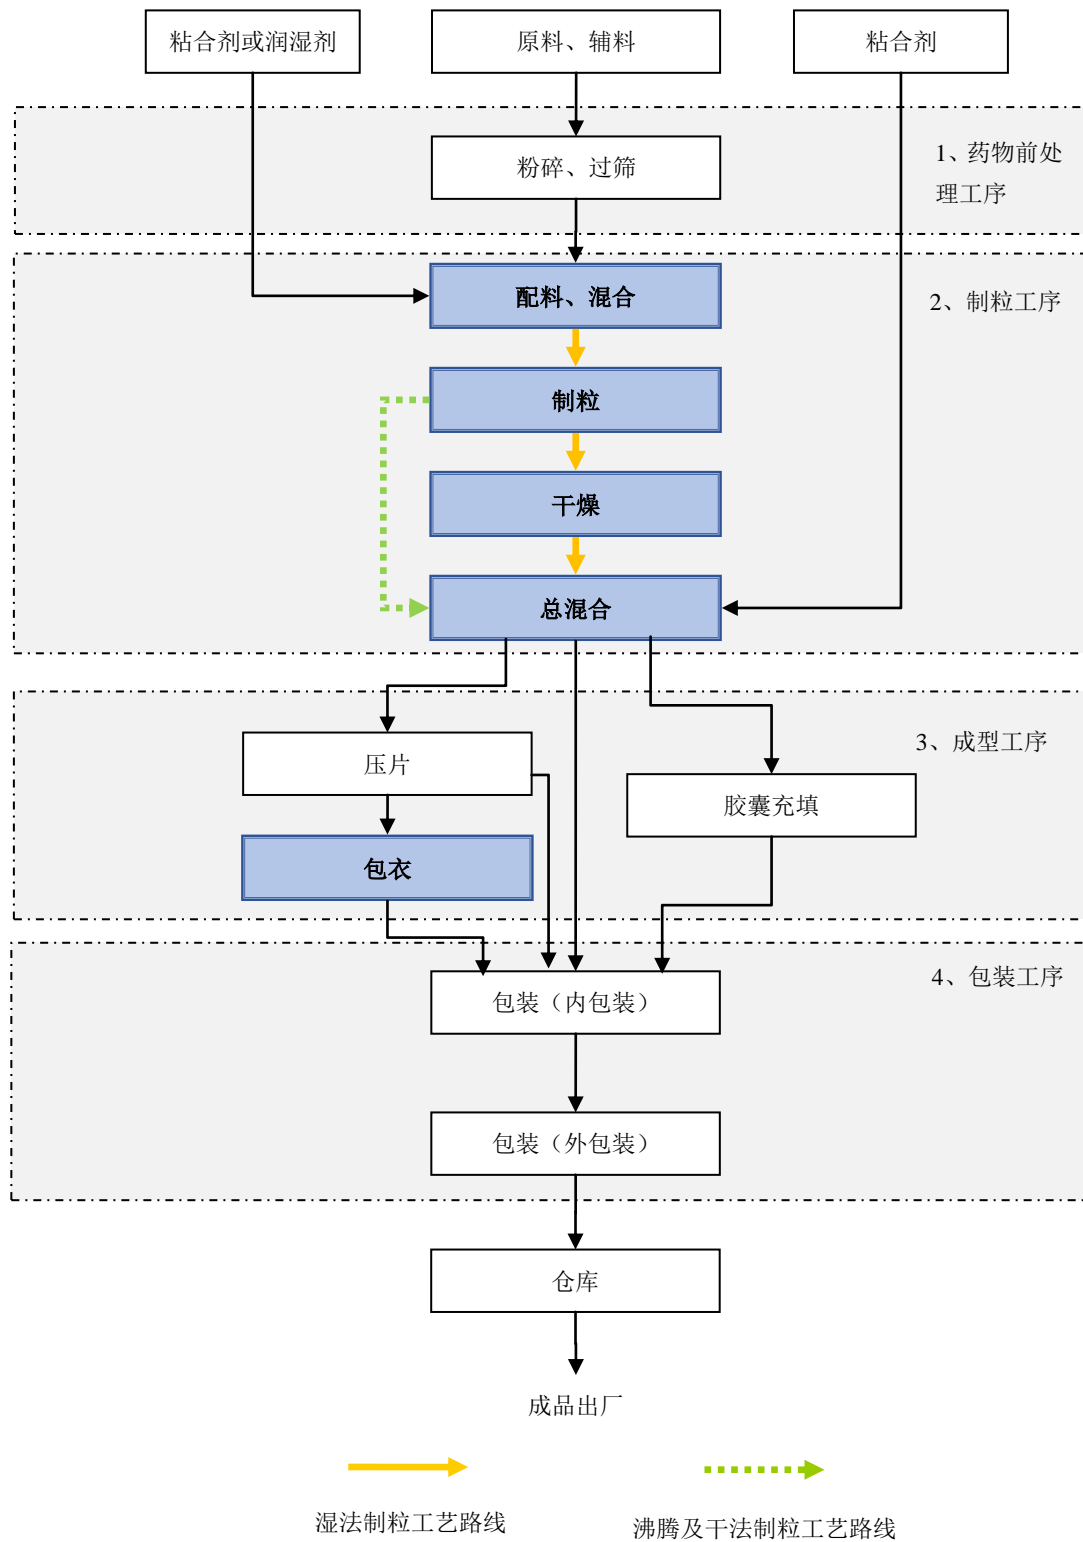 粘合剂或润湿剂
原料、辅料
粘合剂
粉碎、过筛
1、药物前处
理工序
配料、混合
2、制粒工序
制粒
干燥
总混合
3、成型工序
压片
胶囊充填
包衣
4、包装工序
包装（内包装）
包装（外包装）
仓库
成品出厂
湿法制粒工艺路线
沸腾及干法制粒工艺路线